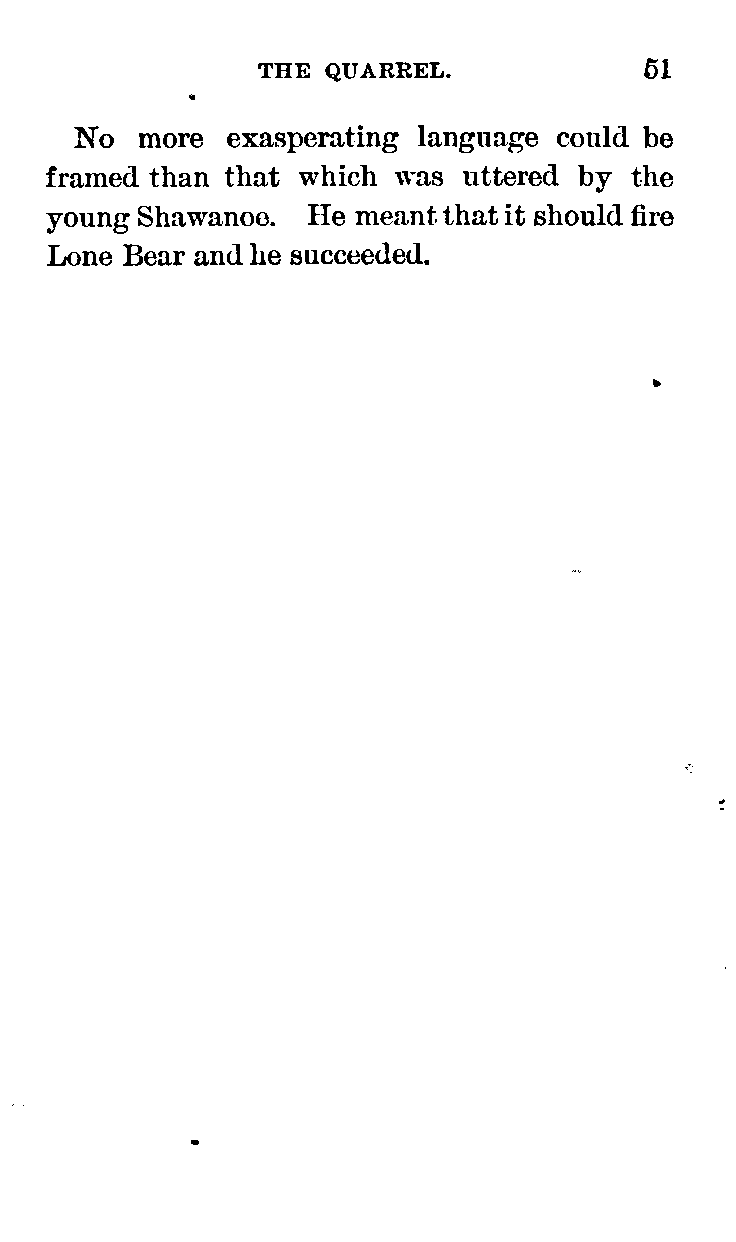 THE QUARREL. 51
No more exasperating language could be
framed than that which was uttered by the
young Shawanoe. He meant that it should fire
Lone Bear and he succeeded.